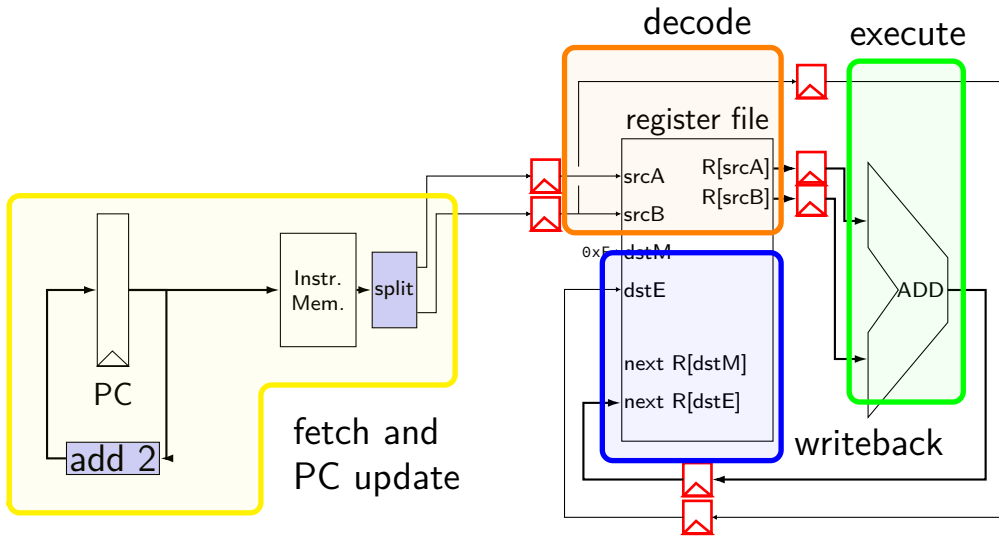 decode
execute
register file
srcA
R[srcA]
srcB
R[srcB]
dstM
dstE
next R[dstM]
next R[dstE]
ADD
Instr.
Mem.
split
PC
add 2
fetch and
PC update
writeback